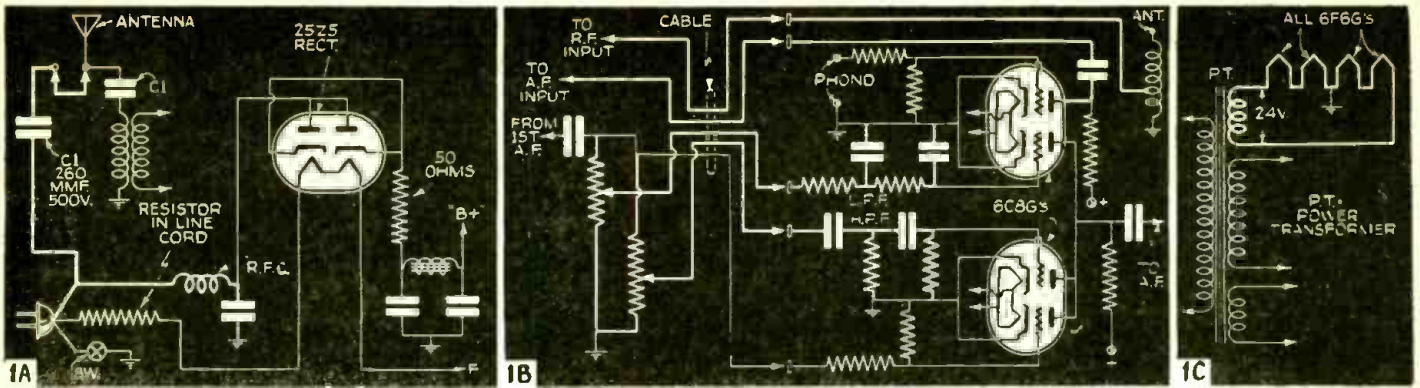 ANTENNA
C1
C1
260
MMF.
500V.
RESISTOR
IN LINE
CORD
R.F.C.
25Z5
RECT.
50
OHMS
"B+"
SW.
F
1A
TO
R.F.
INPUT
TO
A.F.
INPUT
FROM
1ST
A.F.
CABLE
PHONO
L.P.F.
H.P.F.
6C8G'S
ANT.
+
TO
A.F.
1B
P.T.
ALL 6F6G's
24V.
P.T.=
POWER
TRANSFORMER
1C